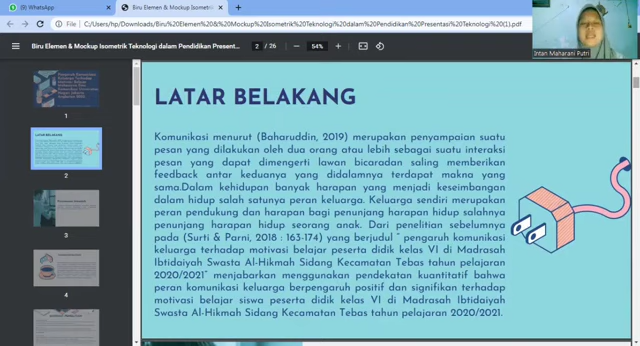 (9) WhatsApp
Biru Elemen & Mockup Isometrik
File
C:/Users/hp/Downloads/Biru%20Elemen%20&%20Mockup%20Isometrik%20Teknologi%20dalam%20Pendidikan%20Presentasi%20Teknologi%20(1).pdf
Biru Elemen & Mockup Isometrik Teknologi dalam Pendidikan Present...
2 / 26
54%
Intan Maharani Putri
1
LATAR BELAKANG
2
3
4
LATAR BELAKANG
Komunikasi menurut (Baharuddin, 2019) merupakan penyampaian suatu
pesan yang dilakukan oleh dua orang atau lebih sebagai suatu interaksi
pesan yang dapat dimengerti lawan bicaradan saling memberikan
feedback antar keduanya yang didalamnya terdapat makna yang
sama.Dalam kehidupan banyak harapan yang menjadi keseimbangan
dalam hidup salah satunya peran keluarga. Keluarga sendiri merupakan
peran pendukung dan harapan bagi penunjang harapan hidup salahnya
penunjang harapan hidup seorang anak. Dari penelitian sebelumnya
pada (Surti & Parni, 2018 : 163-174) yang berjudul " pengaruh komunikasi
keluarga terhadap motivasi belajar peserta didik kelas VI di Madrasah
Ibtidaiyah Swasta Al-Hikmah Sidang Kecamatan Tebas tahun pelajaran
2020/2021" menjabarkan menggunakan pendekatan kuantitatif bahwa
peran komunikasi keluarga berpengaruh positif dan signifikan terhadap
motivasi belajar siswa peserta didik kelas VI di Madrasah Ibtidaiyah
Swasta Al-Hikmah Sidang Kecamatan Tebas tahun pelajaran 2020/2021.